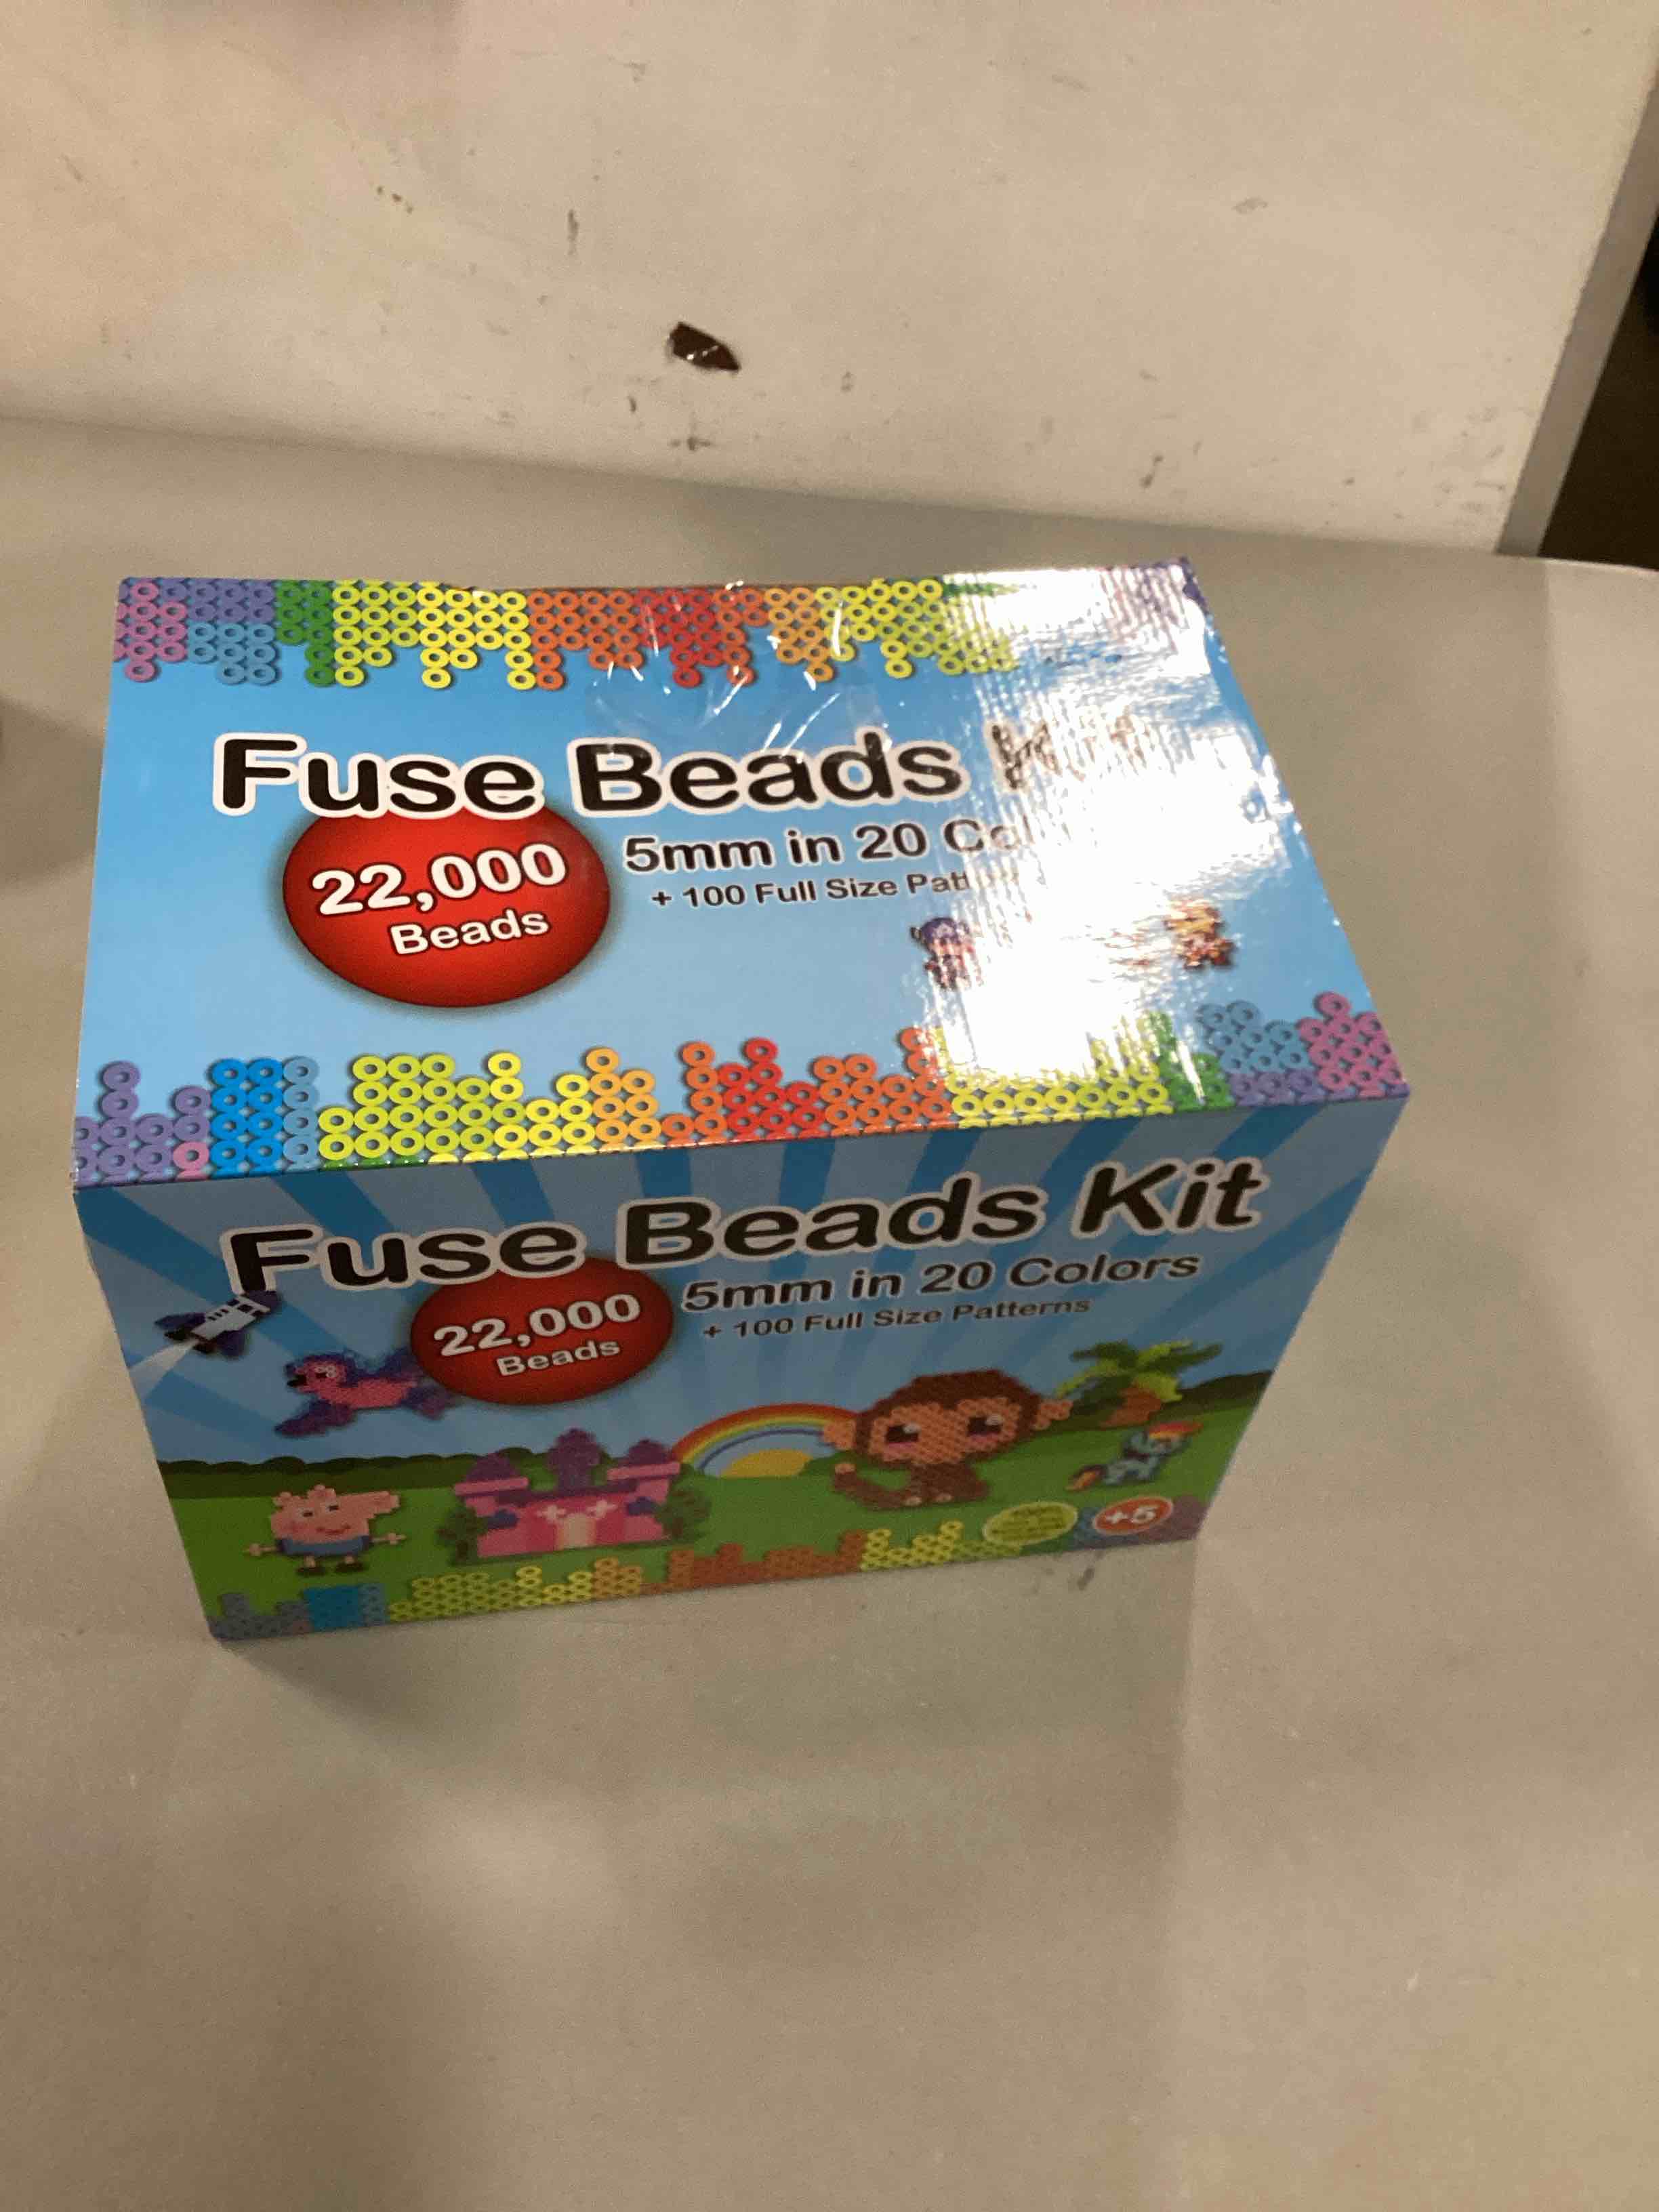 Fuse Beads Kit
22,000
Beads
5mm in 20
+ 100 Full Size
Fuse Beads Kit
22,000
Beads
5mm in 20 Colors
+ 100 Full Size Patterns
+5